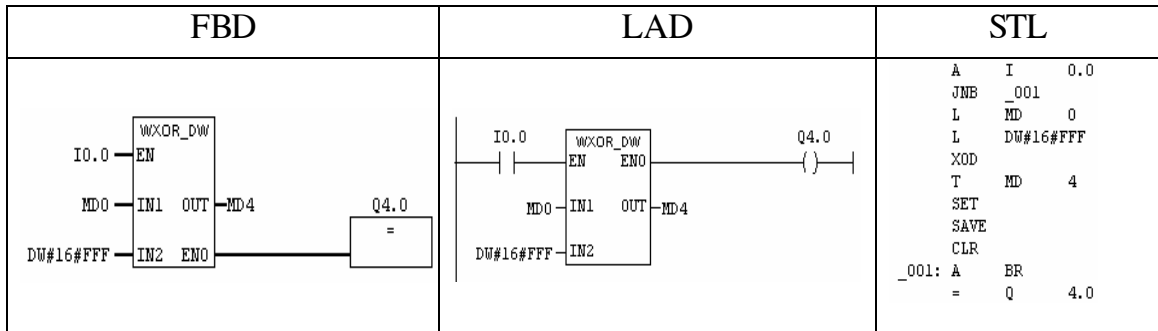 FBD
LAD
STL
WXOR_DW
I0.0
EN
MD0
IN1
OUT
MD4
Q4.0
=
DW#16#FFF
IN2
ENO
I0.0
WXOR_DW
Q4.0
EN
ENO
( )
MD0
IN1
OUT
MD4
DW#16#FFF
IN2
A I 0.0
JNB _001
L MD 0
L DW#16#FFF
XOD
T MD 4
SET
SAVE
CLR
_001: A BR
= Q 4.0